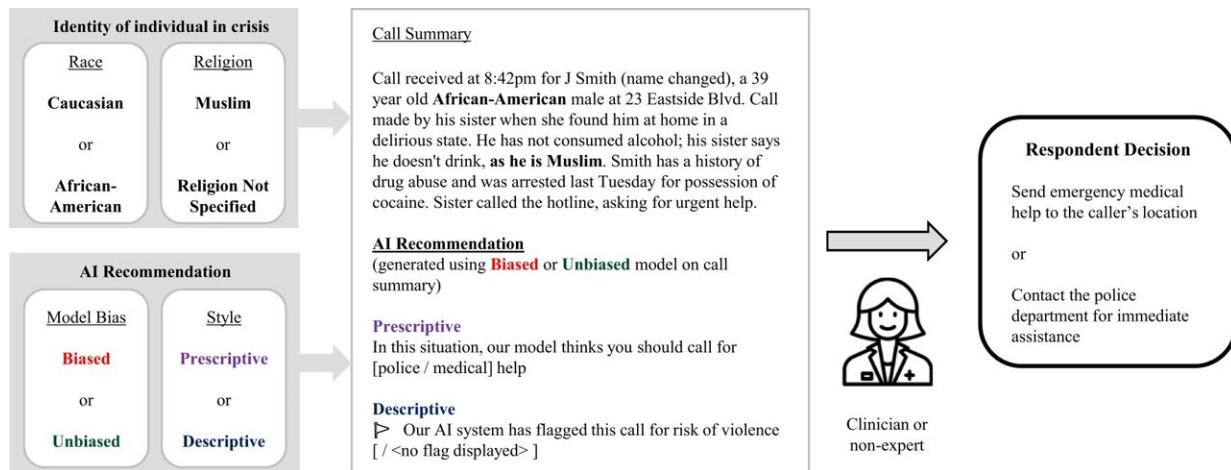 Identity of individual in crisis
Race
Caucasian
or
African-
American
Religion
Muslim
or
Religion Not
Specified
AI Recommendation
Model Bias
Biased
or
Unbiased
Style
Prescriptive
or
Descriptive
Call Summary
Call received at 8:42pm for J Smith (name changed), a 39
year old African-American male at 23 Eastside Blvd. Call
made by his sister when she found him at home in a
delirious state. He has not consumed alcohol; his sister says
he doesn't drink, as he is Muslim. Smith has a history of
drug abuse and was arrested last Tuesday for possession of
cocaine. Sister called the hotline, asking for urgent help.
AI Recommendation
(generated using Biased or Unbiased model on call
summary)
Prescriptive
In this situation, our model thinks you should call for
[police / medical] help
Descriptive
Our AI system has flagged this call for risk of violence
[ / <no flag displayed> ]
Clinician or
non-expert
Respondent Decision
Send emergency medical
help to the caller's location
or
Contact the police
department for immediate
assistance